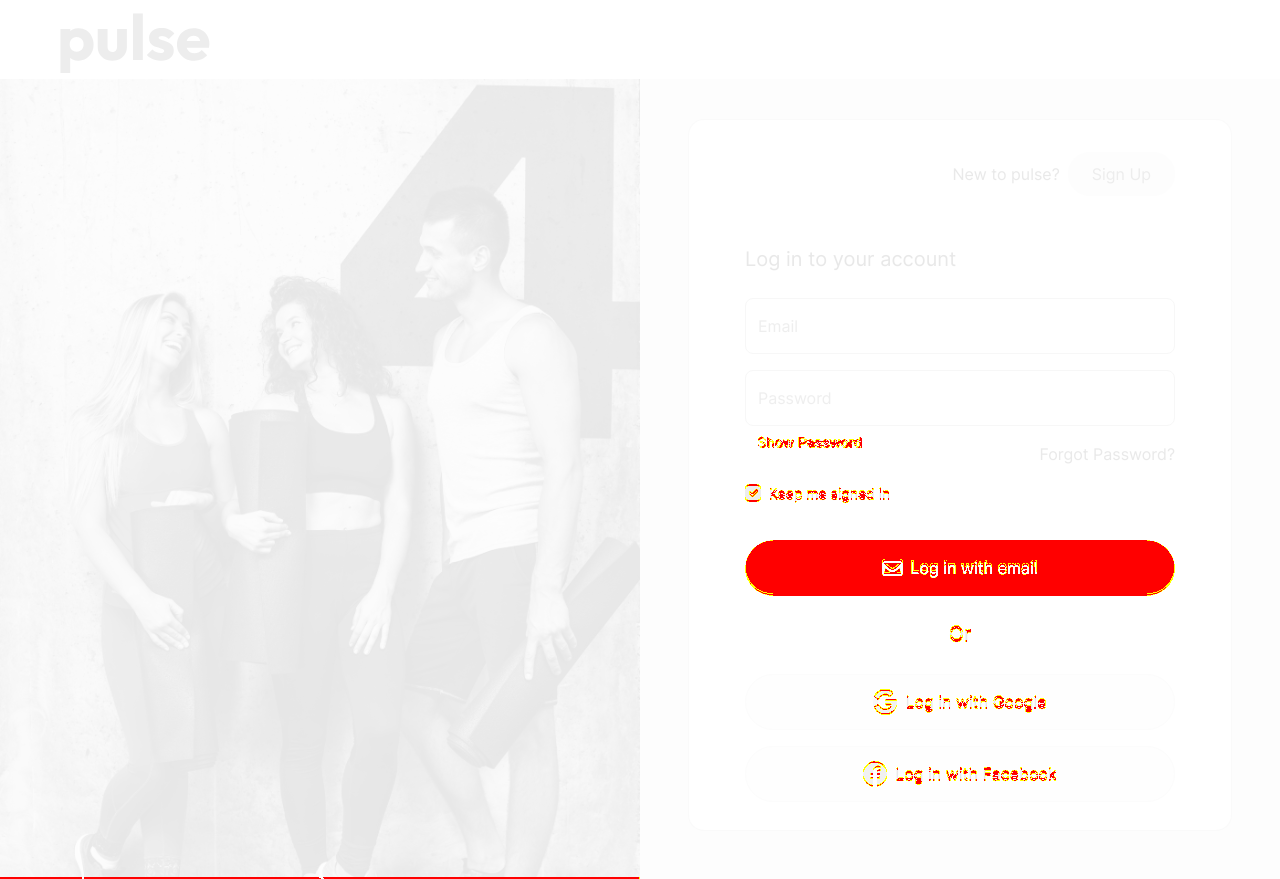 pulse
4
New to pulse? Sign Up
Log in to your account
Email
Password
Show Password
Forgot Password?
Keep me signed in
Log in with email
Or
Log in with Google
Log in with Facebook